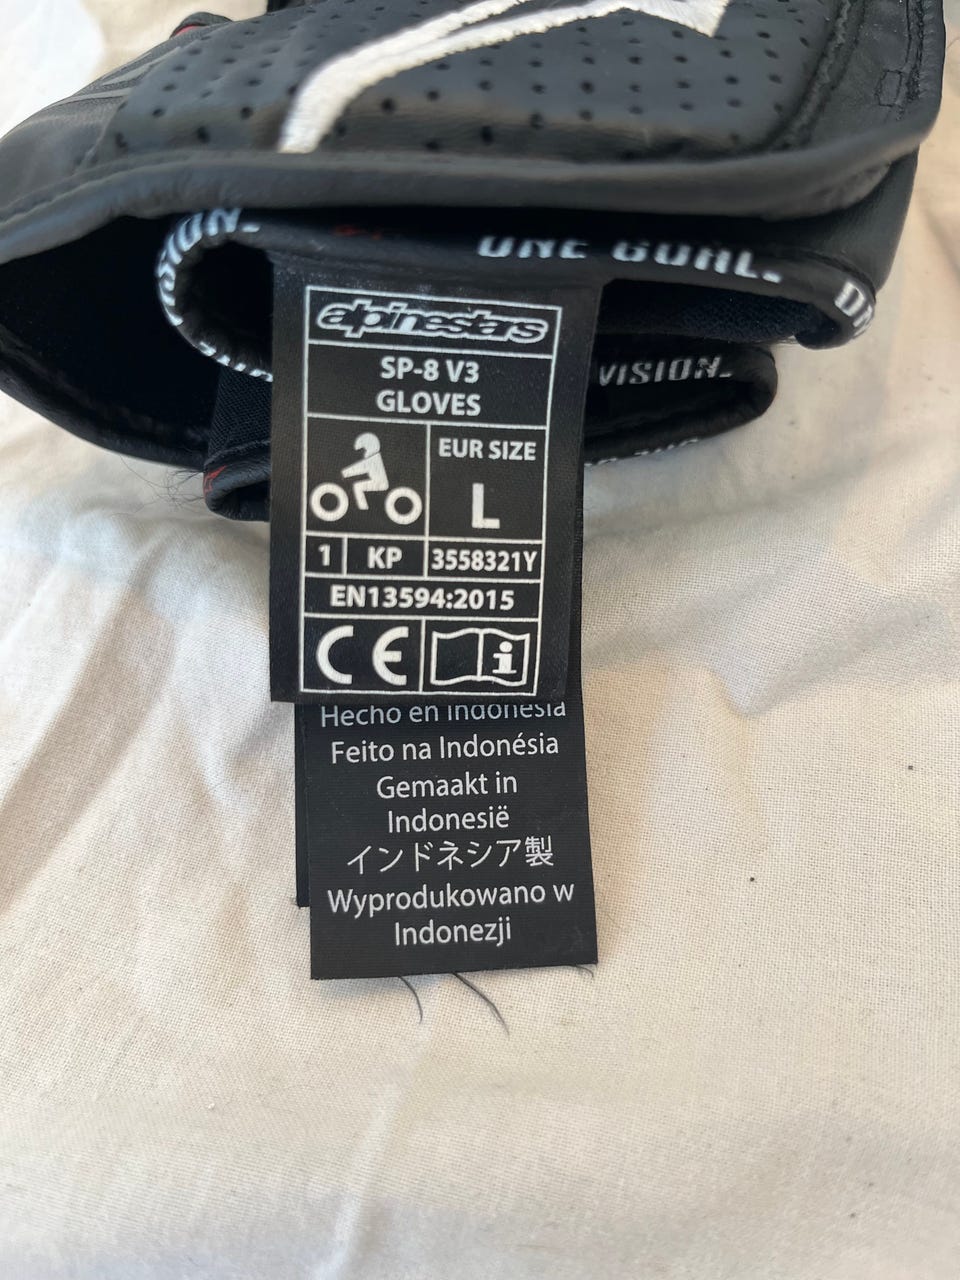 ONE GOAL.
VISION.
alpinestars
SP-8 V3
GLOVES
EUR SIZE
L
1 KP 3558321Y
EN13594:2015
CE
Hecho en Indonesia
Feito na Indonésia
Gemaakt in
Indonesië
インドネシア製
Wyprodukowano w
Indonezji